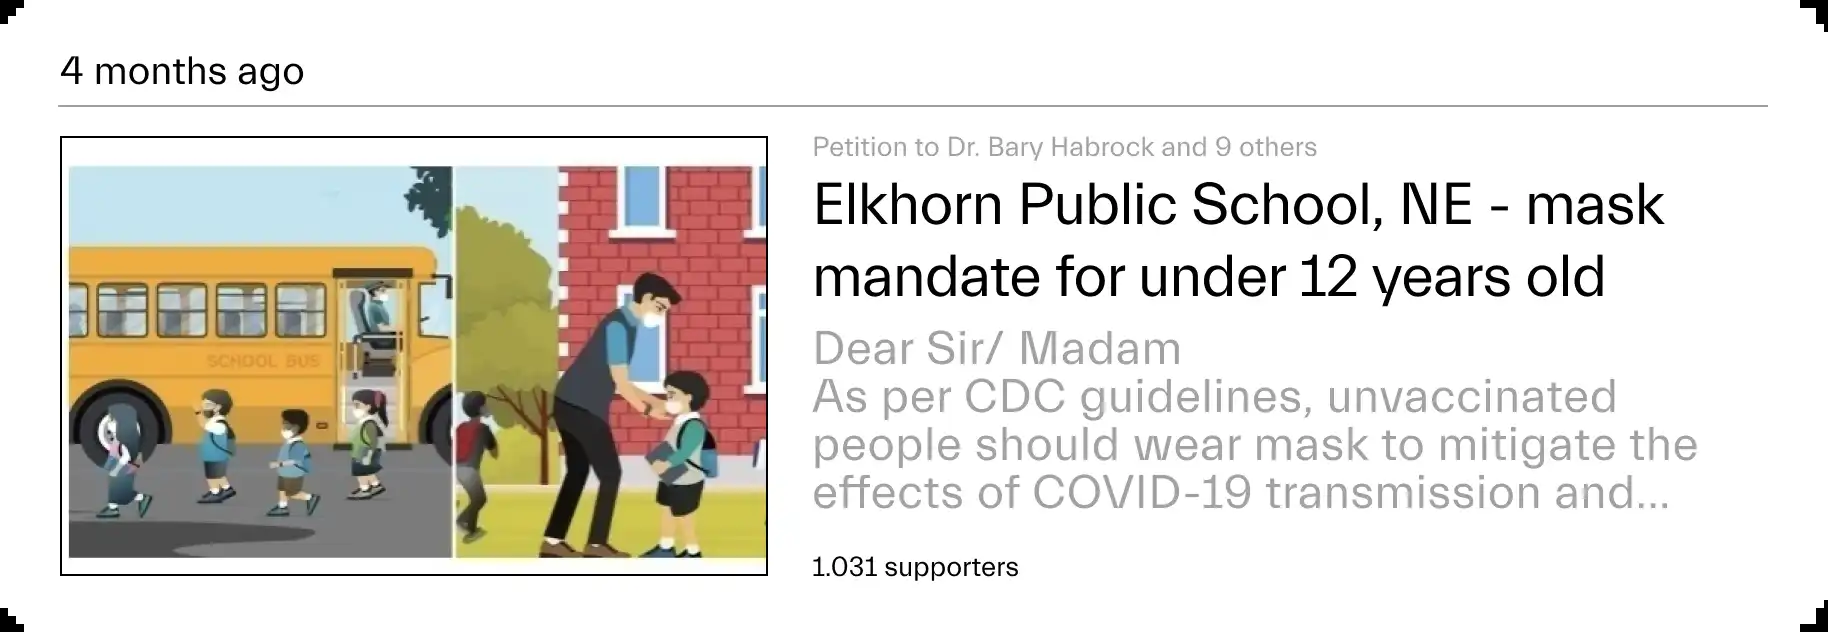 4 months ago
Petition to Dr. Bary Habrock and 9 others
Elkhorn Public School, NE - mask
mandate for under 12 years old
Dear Sir/ Madam
As per CDC guidelines, unvaccinated
people should wear mask to mitigate the
effects of COVID-19 transmission and...
SCHOOL BUS
1.031 supporters